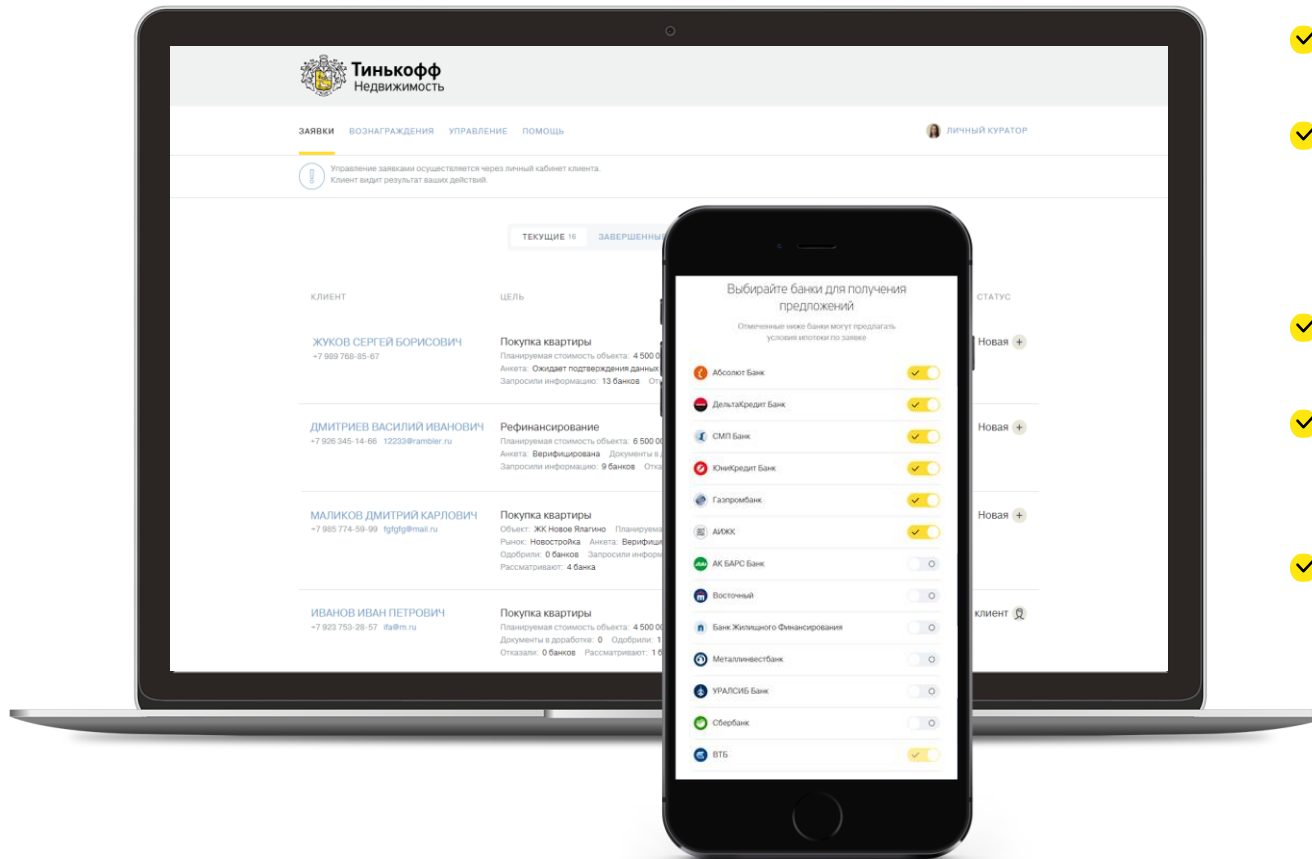 Тинькофф
Недвижимость
ЗАЯВКИ ВОЗНАГРАЖДЕНИЯ УПРАВЛЕНИЕ ПОМОЩЬ ЛИЧНЫЙ КУРАТОР
Управление заявками осуществляется через личный кабинет клиента.
Клиент видит результат ваших действий.
ТЕКУЩИЕ 16 ЗАВЕРШЕННЫЕ
КЛИЕНТ ЦЕЛЬ СТАТУС
ЖУКОВ СЕРГЕЙ БОРИСОВИЧ Покупка квартиры Новая +
+7 989 768-85-67 Планируемая стоимость объекта: 4 500 0
Анкета: Ожидает подтверждения данных
Запросили информацию: 13 банков От
ДМИТРИЕВ ВАСИЛИЙ ИВАНОВИЧ Рефинансирование Новая +
+7 926 345-14-66 12233@rambler.ru Планируемая стоимость объекта: 6 500 00
Анкета: Верифицирована Документы в
Запросили информацию: 9 банков Отка
МАЛИКОВ ДМИТРИЙ КАРЛОВИЧ Покупка квартиры Новая +
+7 985 774-59-99 fgfgfg@mail.ru Объект: ЖК Новое Ялагино Планируема
Рынок: Новостройка Анкета: Верифици
Одобрили: 0 банков Запросили информ
Рассматривают: 4 банка
ИВАНОВ ИВАН ПЕТРОВИЧ Покупка квартиры клиент
+7 923 753-28-57 ifa@m.ru Планируемая стоимость объекта: 4 500 00
Документы в доработке: 0 Одобрили: 1
Отказали: 0 банков Рассматривают: 1 б
Выбирайте банки для получения
предложений
Отмеченные ниже банки могут предлагать
условия ипотеки по заявке
Абсолют Банк
ДельтаКредит Банк
СМП Банк
ЮниКредит Банк
Газпромбанк
АИЖК
АК БАРС Банк
Восточный
Банк Жилищного Финансирования
Металлинвестбанк
УРАЛСИБ Банк
Сбербанк
ВТБ